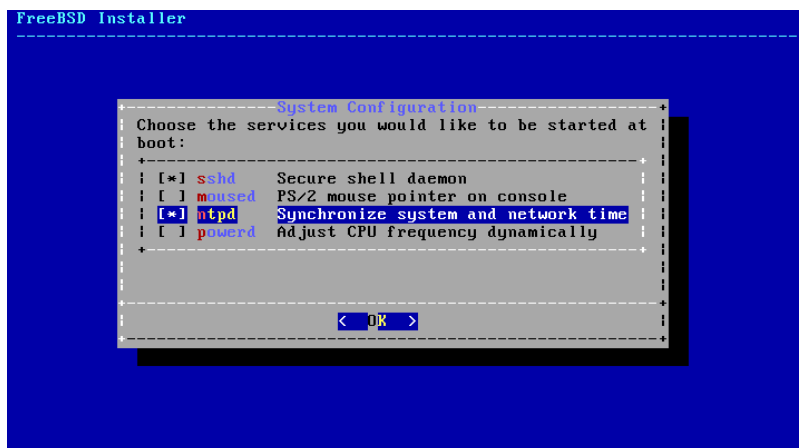 FreeBSD Installer
System Configuration
Choose the services you would like to be started at
boot:
[*] sshd Secure shell daemon
[ ] moused PS/2 mouse pointer on console
[*] ntpd Synchronize system and network time
[ ] powerd Adjust CPU frequency dynamically
< OK >